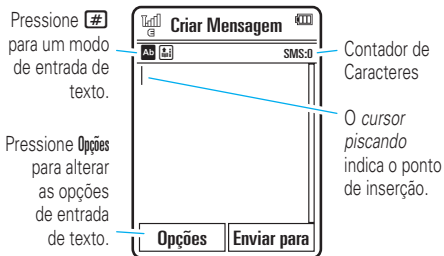 Pressione #
para um modo
de entrada de
texto.
Pressione Opções
para alterar
as opções
de entrada
de texto.
Criar Mensagem
Ab
SMS:0
Opções
Enviar para
Contador de
Caracteres
O cursor
piscando
indica o ponto
de inserção.